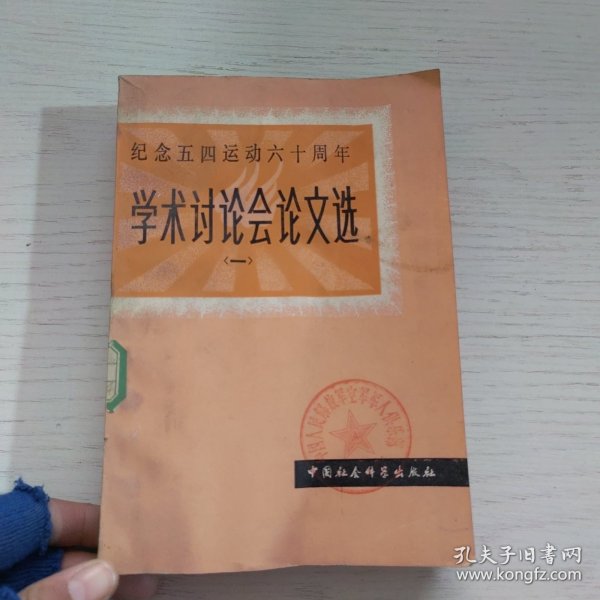 纪念五四运动六十周年
学术讨论会论文选
〈一〉
中国社会科学出版社
孔夫子旧書网
www.kongfz.com